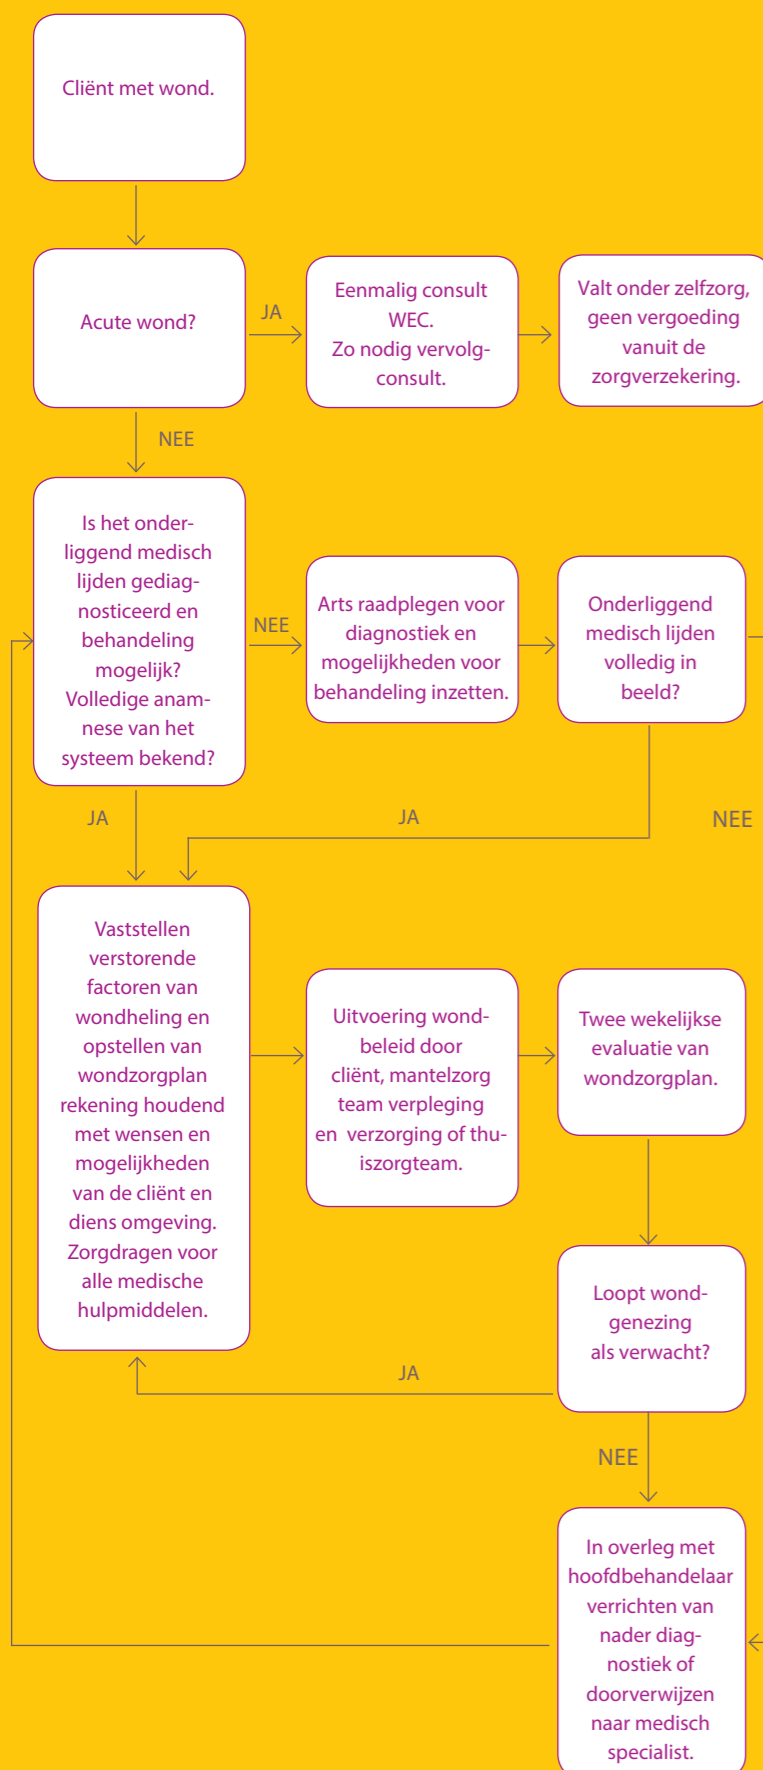 Cliënt met wond.
Acute wond?
JA
Eenmalig consult
WEC.
Zo nodig vervolg-
consult.
Valt onder zelfzorg,
geen vergoeding
vanuit de
zorgverzekering.
NEE
Is het onder-
liggend medisch
lijden gediag-
nosticeerd en
behandeling
mogelijk?
Volledige anam-
nese van het
systeem bekend?
NEE
Arts raadplegen voor
diagnostiek en
mogelijkheden voor
behandeling inzetten.
Onderliggend
medisch lijden
volledig in
beeld?
JA
JA
NEE
Vaststellen
verstorende
factoren van
wondheling en
opstellen van
wondzorgplan
rekening houdend
met wensen en
mogelijkheden
van de cliënt en
diens omgeving.
Zorgdragen voor
alle medische
hulpmiddelen.
Uitvoering wond-
beleid door
cliënt, mantelzorg
team verpleging
en verzorging of thu-
iszorgteam.
Twee wekelijkse
evaluatie van
wondzorgplan.
Loopt wond-
genezing
als verwacht?
JA
NEE
In overleg met
hoofdbehandelaar
verrichten van
nader diag-
nostiek of
doorverwijzen
naar medisch
specialist.